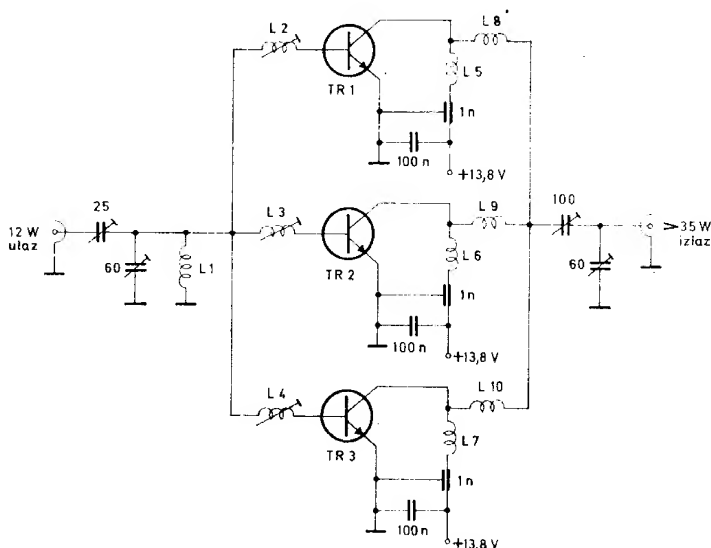 L 2
L 8
TR 1
L 5
1n
100 n
+13,8 V
12 W
ulaz
25
60
L 1
L 3
TR 2
L 9
L 6
1n
100 n
+13,8 V
100
60
>35 W
izlaz
L 4
TR 3
L 10
L 7
1n
100n
+13,8 V